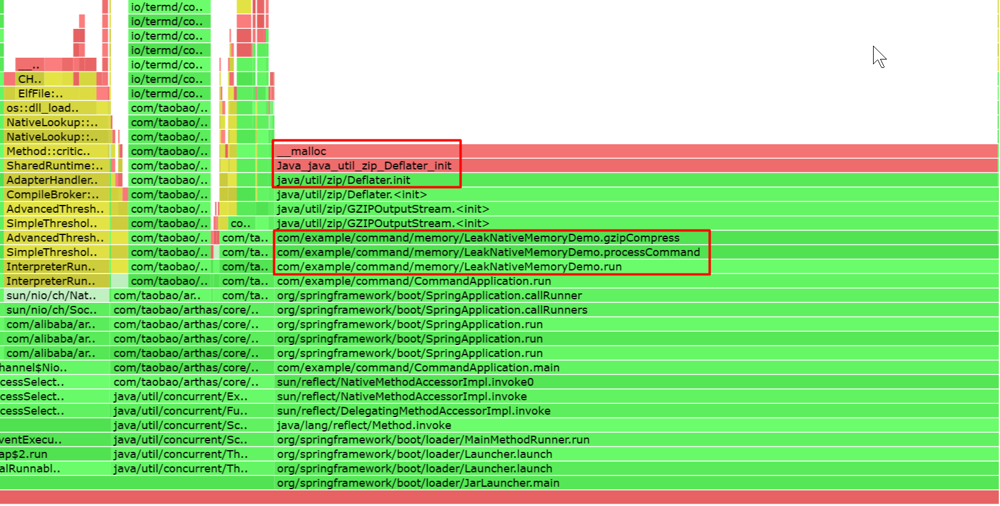 io/termd/co..
io/termd/co..
io/termd/co..
io/termd/co..
__.. io/termd/co..
CH.. io/termd/co..
ElfFile:.. io/termd/co..
os::dll_load.. com/taobao/..
NativeLookup::.. com/taobao/..
NativeLookup::.. com/taobao/..
Method::critic.. com/taobao/.. __malloc
SharedRuntime:.. com/taobao/.. Java_java_util_zip_Deflater_init
AdapterHandler.. com/taobao/.. java/util/zip/Deflater.init
CompileBroker:.. com/taobao/.. java/util/zip/Deflater.<init>
AdvancedThresh.. com/taobao/.. java/util/zip/GZIPOutputStream.<init>
SimpleThreshol.. com/taobao/.. co.. java/util/zip/GZIPOutputStream.<init>
AdvancedThresh.. com/taobao/.. com/ta.. com/example/command/memory/LeakNativeMemoryDemo.gzipCompress
SimpleThreshol.. com/taobao/.. com/ta.. com/example/command/memory/LeakNativeMemoryDemo.processCommand
InterpreterRun.. com/taobao/.. com/ta.. com/example/command/memory/LeakNativeMemoryDemo.run
InterpreterRun.. com/taobao/.. com/ta.. com/example/command/CommandApplication.run
sun/nio/ch/Nat.. com/taobao/ar.. com/ta.. org/springframework/boot/SpringApplication.callRunner
sun/nio/ch/Soc.. com/taobao/arthas/core/.. org/springframework/boot/SpringApplication.callRunners
com/alibaba/ar.. com/taobao/arthas/core/.. org/springframework/boot/SpringApplication.run
com/alibaba/ar.. com/taobao/arthas/core/.. org/springframework/boot/SpringApplication.run
com/alibaba/ar.. com/taobao/arthas/core/.. org/springframework/boot/SpringApplication.run
hannel$Nio.. com/taobao/arthas/core/.. com/example/command/CommandApplication.main
cessSelect.. com/taobao/arthas/core/.. sun/reflect/NativeMethodAccessorImpl.invoke0
cessSelect.. java/util/concurrent/Ex.. sun/reflect/NativeMethodAccessorImpl.invoke
cessSelect.. java/util/concurrent/Fu.. sun/reflect/DelegatingMethodAccessorImpl.invoke
java/util/concurrent/Sc.. java/lang/reflect/Method.invoke
ventExecu.. java/util/concurrent/Sc.. org/springframework/boot/loader/MainMethodRunner.run
ap$2.run java/util/concurrent/Th.. org/springframework/boot/loader/Launcher.launch
alRunnabl.. java/util/concurrent/Th.. org/springframework/boot/loader/Launcher.launch
org/springframework/boot/loader/JarLauncher.main